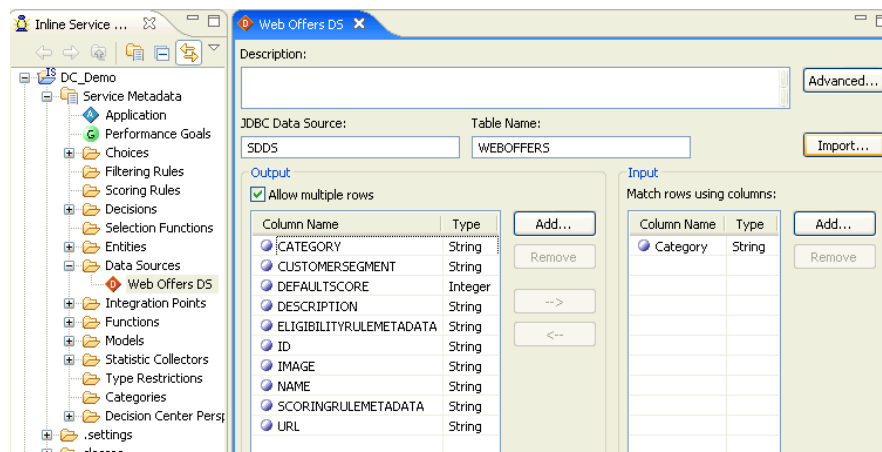 Inline Service ...
DC_Demo
Service Metadata
Application
Performance Goals
Choices
Filtering Rules
Scoring Rules
Decisions
Selection Functions
Entities
Data Sources
Web Offers DS
Integration Points
Functions
Models
Statistic Collectors
Type Restrictions
Categories
Decision Center Persp
.settings
Web Offers DS
Description:
Advanced...
JDBC Data Source: Table Name:
SDDS WEBOFFERS Import...
Output
Allow multiple rows
Column Name Type Add...
CATEGORY String
Remove
CUSTOMERSEGMENT String
DEFAULTSCORE Integer
-->
DESCRIPTION String
ELIGIBILITYRULEMETADATA String
<--
ID String
IMAGE String
NAME String
SCORINGRULEMETADATA String
URL String
Input
Match rows using columns:
Column Name Type Add...
Category String
Remove